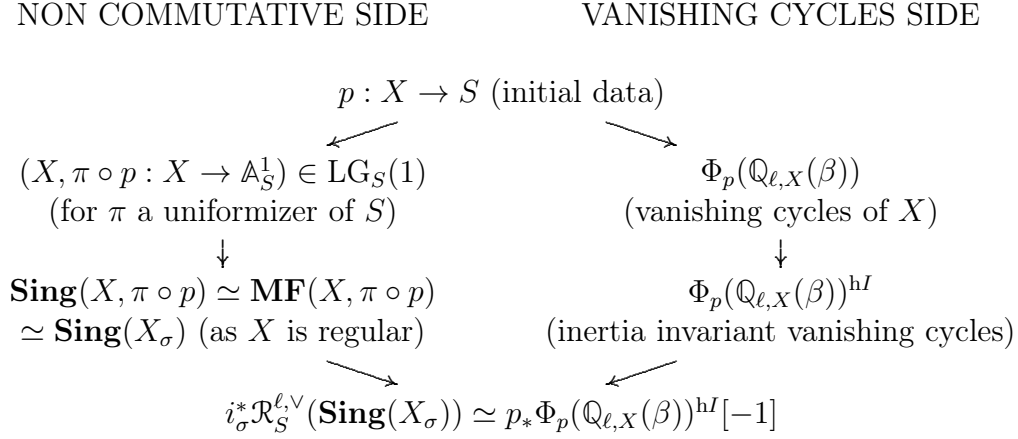 NON COMMUTATIVE SIDE VANISHING CYCLES SIDE
p : X → S (initial data)
(X, π ∘ p : X → 𝔸¹_S) ∈ LG_S(1) Φ_p(ℚ_{ℓ,X}(β))
(for π a uniformizer of S) (vanishing cycles of X)
𝐒𝐢𝐧𝐠(X, π ∘ p) ≃ 𝐌𝐅(X, π ∘ p) Φ_p(ℚ_{ℓ,X}(β))^{hI}
≃ 𝐒𝐢𝐧𝐠(X_σ) (as X is regular) (inertia invariant vanishing cycles)
i^*_σ ℛ^{ℓ,∨}_S(𝐒𝐢𝐧𝐠(X_σ)) ≃ p_*Φ_p(ℚ_{ℓ,X}(β))^{hI}[−1]